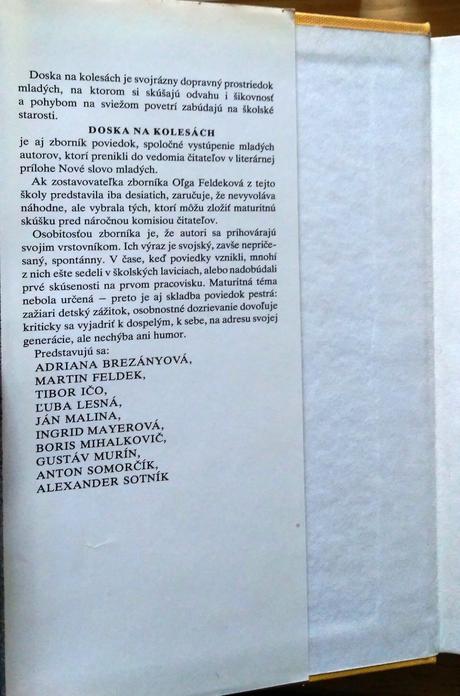 Doska na kolesách je svojrázny dopravný prostriedok
mladých, na ktorom si skúšajú odvahu i šikovnosť
a pohybom na sviežom povetrí zabúdajú na školské
starosti.
DOSKA NA KOLESÁCH
je aj zborník poviedok, spoločné vystúpenie mladých
autorov, ktorí prenikli do vedomia čitateľov v literárnej
prílohe Nové slovo mladých.
Ak zostavovateľka zborníka Oľga Feldeková z tejto
školy predstavila iba desiatich, zaručuje, že nevyvoláva
náhodne, ale vybrala tých, ktorí môžu zložiť maturitnú
skúšku pred náročnou komisiou čitateľov.
Osobitosťou zborníka je, že autori sa prihovárajú
svojim vrstovníkom. Ich výraz je svojský, zavše nepriče-
saný, spontánny. V čase, keď poviedky vznikli, mnohí
z nich ešte sedeli v školských laviciach, alebo nadobúdali
prvé skúsenosti na prvom pracovisku. Maturitná téma
nebola určená — preto je aj skladba poviedok pestrá:
zažiari detský zážitok, osobnostné dozrievanie dovoľuje
kriticky sa vyjadriť k dospelým, k sebe, na adresu svojej
generácie, ale nechýba ani humor.
Predstavujú sa:
ADRIANA BREZÁNYOVÁ,
MARTIN FELDEK,
TIBOR IČO,
ĽUBA LESNÁ,
JÁN MALINA,
INGRID MAYEROVÁ,
BORIS MIHALKOVIČ,
GUSTÁV MURÍN,
ANTON SOMORČÍK,
ALEXANDER SOTNÍK